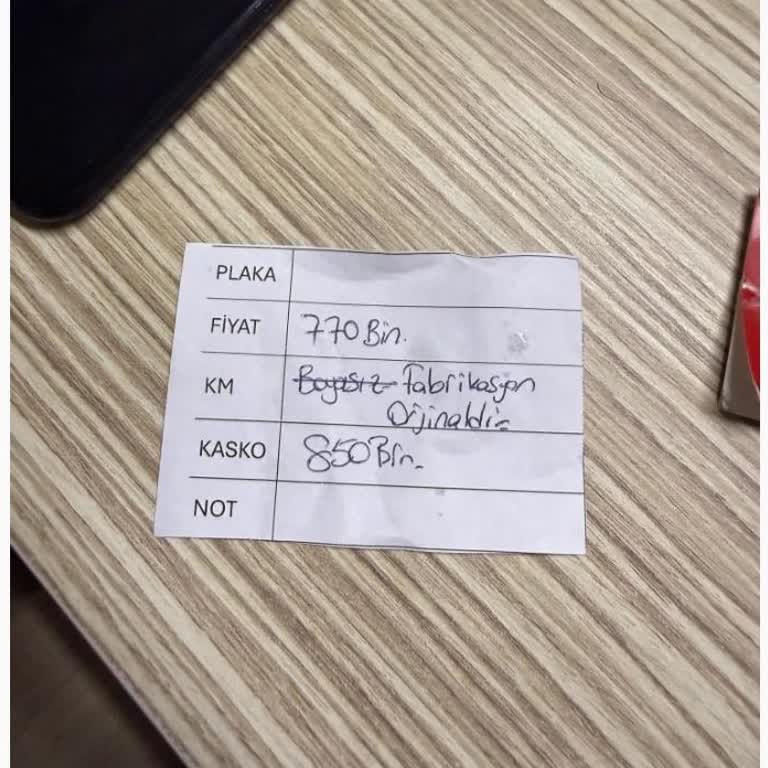 PLAKA
FİYAT 770 Bin.
KM Boyasız Fabrikasyon
Orjinaldir
KASKO 850 Bin.
NOT